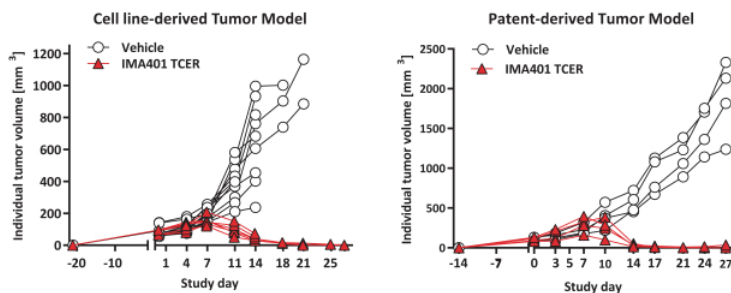 Cell line-derived Tumor Model
Individual tumor volume [mm 3]
1200
1000
800
600
400
200
0
Vehicle
IMA401 TCER
-20 -10 1 4 7 11 14 18 21 25
Study day
Patent-derived Tumor Model
Individual tumor volume [mm 3]
2500
2000
1500
1000
500
0
Vehicle
IMA401 TCER
-14 -7 0 3 5 7 10 14 17 21 24 27
Study day